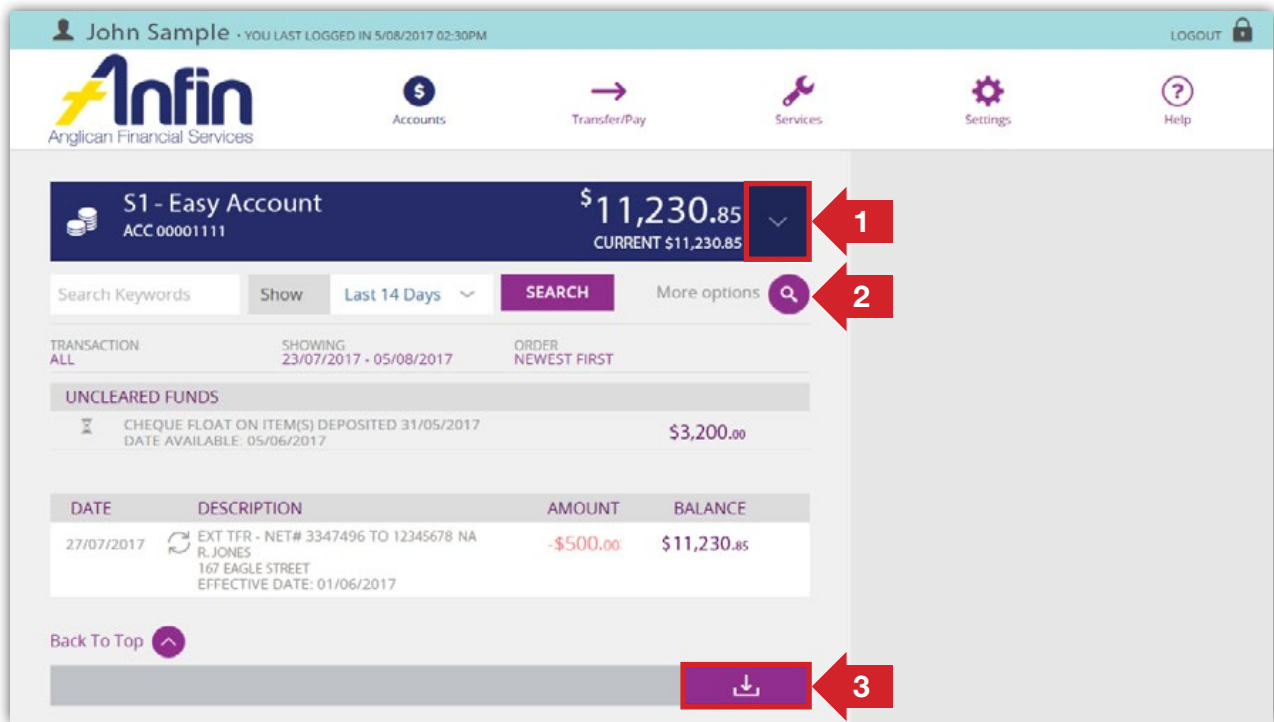 John Sample · YOU LAST LOGGED IN 5/08/2017 02:30PM LOGOUT
Anfin
Anglican Financial Services
$
?
Accounts Transfer/Pay Services Settings Help
S1 - Easy Account $11,230.85
ACC 00001111 CURRENT $11,230.85
1
Search Keywords Show Last 14 Days SEARCH More options
2
TRANSACTION SHOWING ORDER
ALL 23/07/2017 - 05/08/2017 NEWEST FIRST
UNCLEARED FUNDS
CHEQUE FLOAT ON ITEM(S) DEPOSITED 31/05/2017 $3,200.00
DATE AVAILABLE: 05/06/2017
DATE DESCRIPTION AMOUNT BALANCE
27/07/2017 EXT TFR - NET# 3347496 TO 12345678 NA -$500.00 $11,230.85
R.JONES
167 EAGLE STREET
EFFECTIVE DATE: 01/06/2017
Back To Top
3